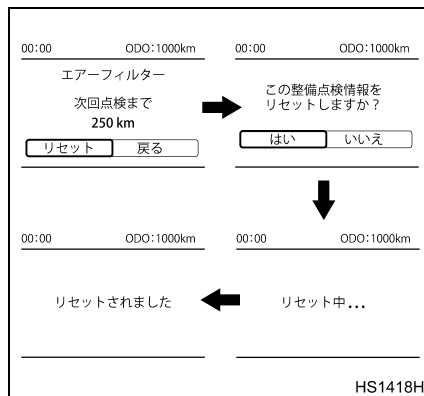 00:00 ODO:1000km
エアーフィルター
次回点検まで
250 km
リセット 戻る
00:00 ODO:1000km
この整備点検情報を
リセットしますか？
はい いいえ
00:00 ODO:1000km
リセット中...
00:00 ODO:1000km
リセットされました
HS1418H